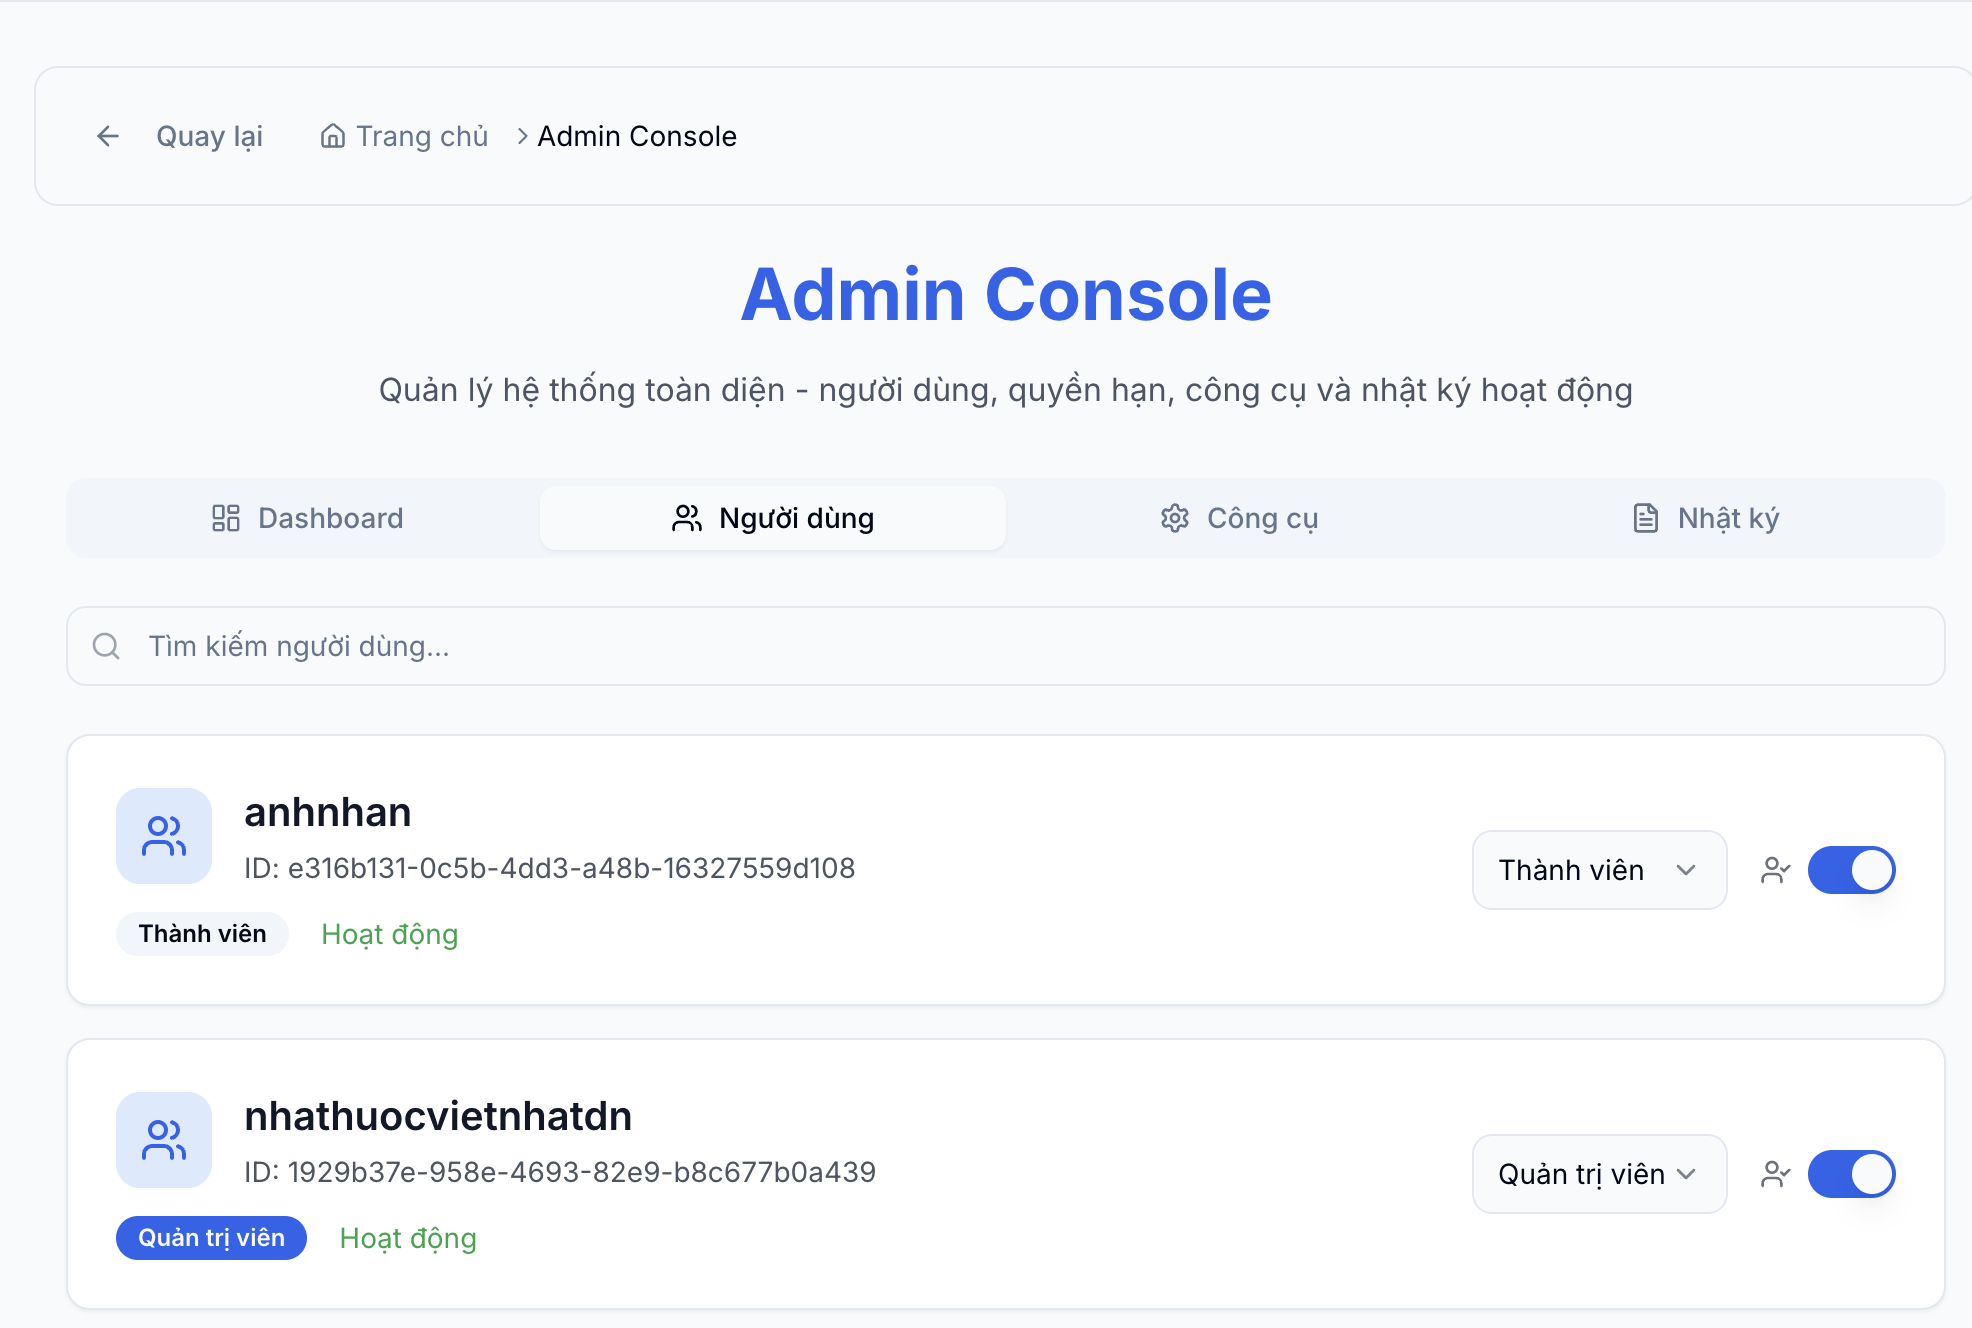 Quay lại Trang chủ Admin Console
Admin Console
Quản lý hệ thống toàn diện - người dùng, quyền hạn, công cụ và nhật ký hoạt động
Dashboard Người dùng Công cụ Nhật ký
Tìm kiếm người dùng...
anhnhan
ID: e316b131-0c5b-4dd3-a48b-16327559d108
Thành viên Hoạt động
Thành viên
nhathuocvietnhatdn
ID: 1929b37e-958e-4693-82e9-b8c677b0a439
Quản trị viên Hoạt động
Quản trị viên